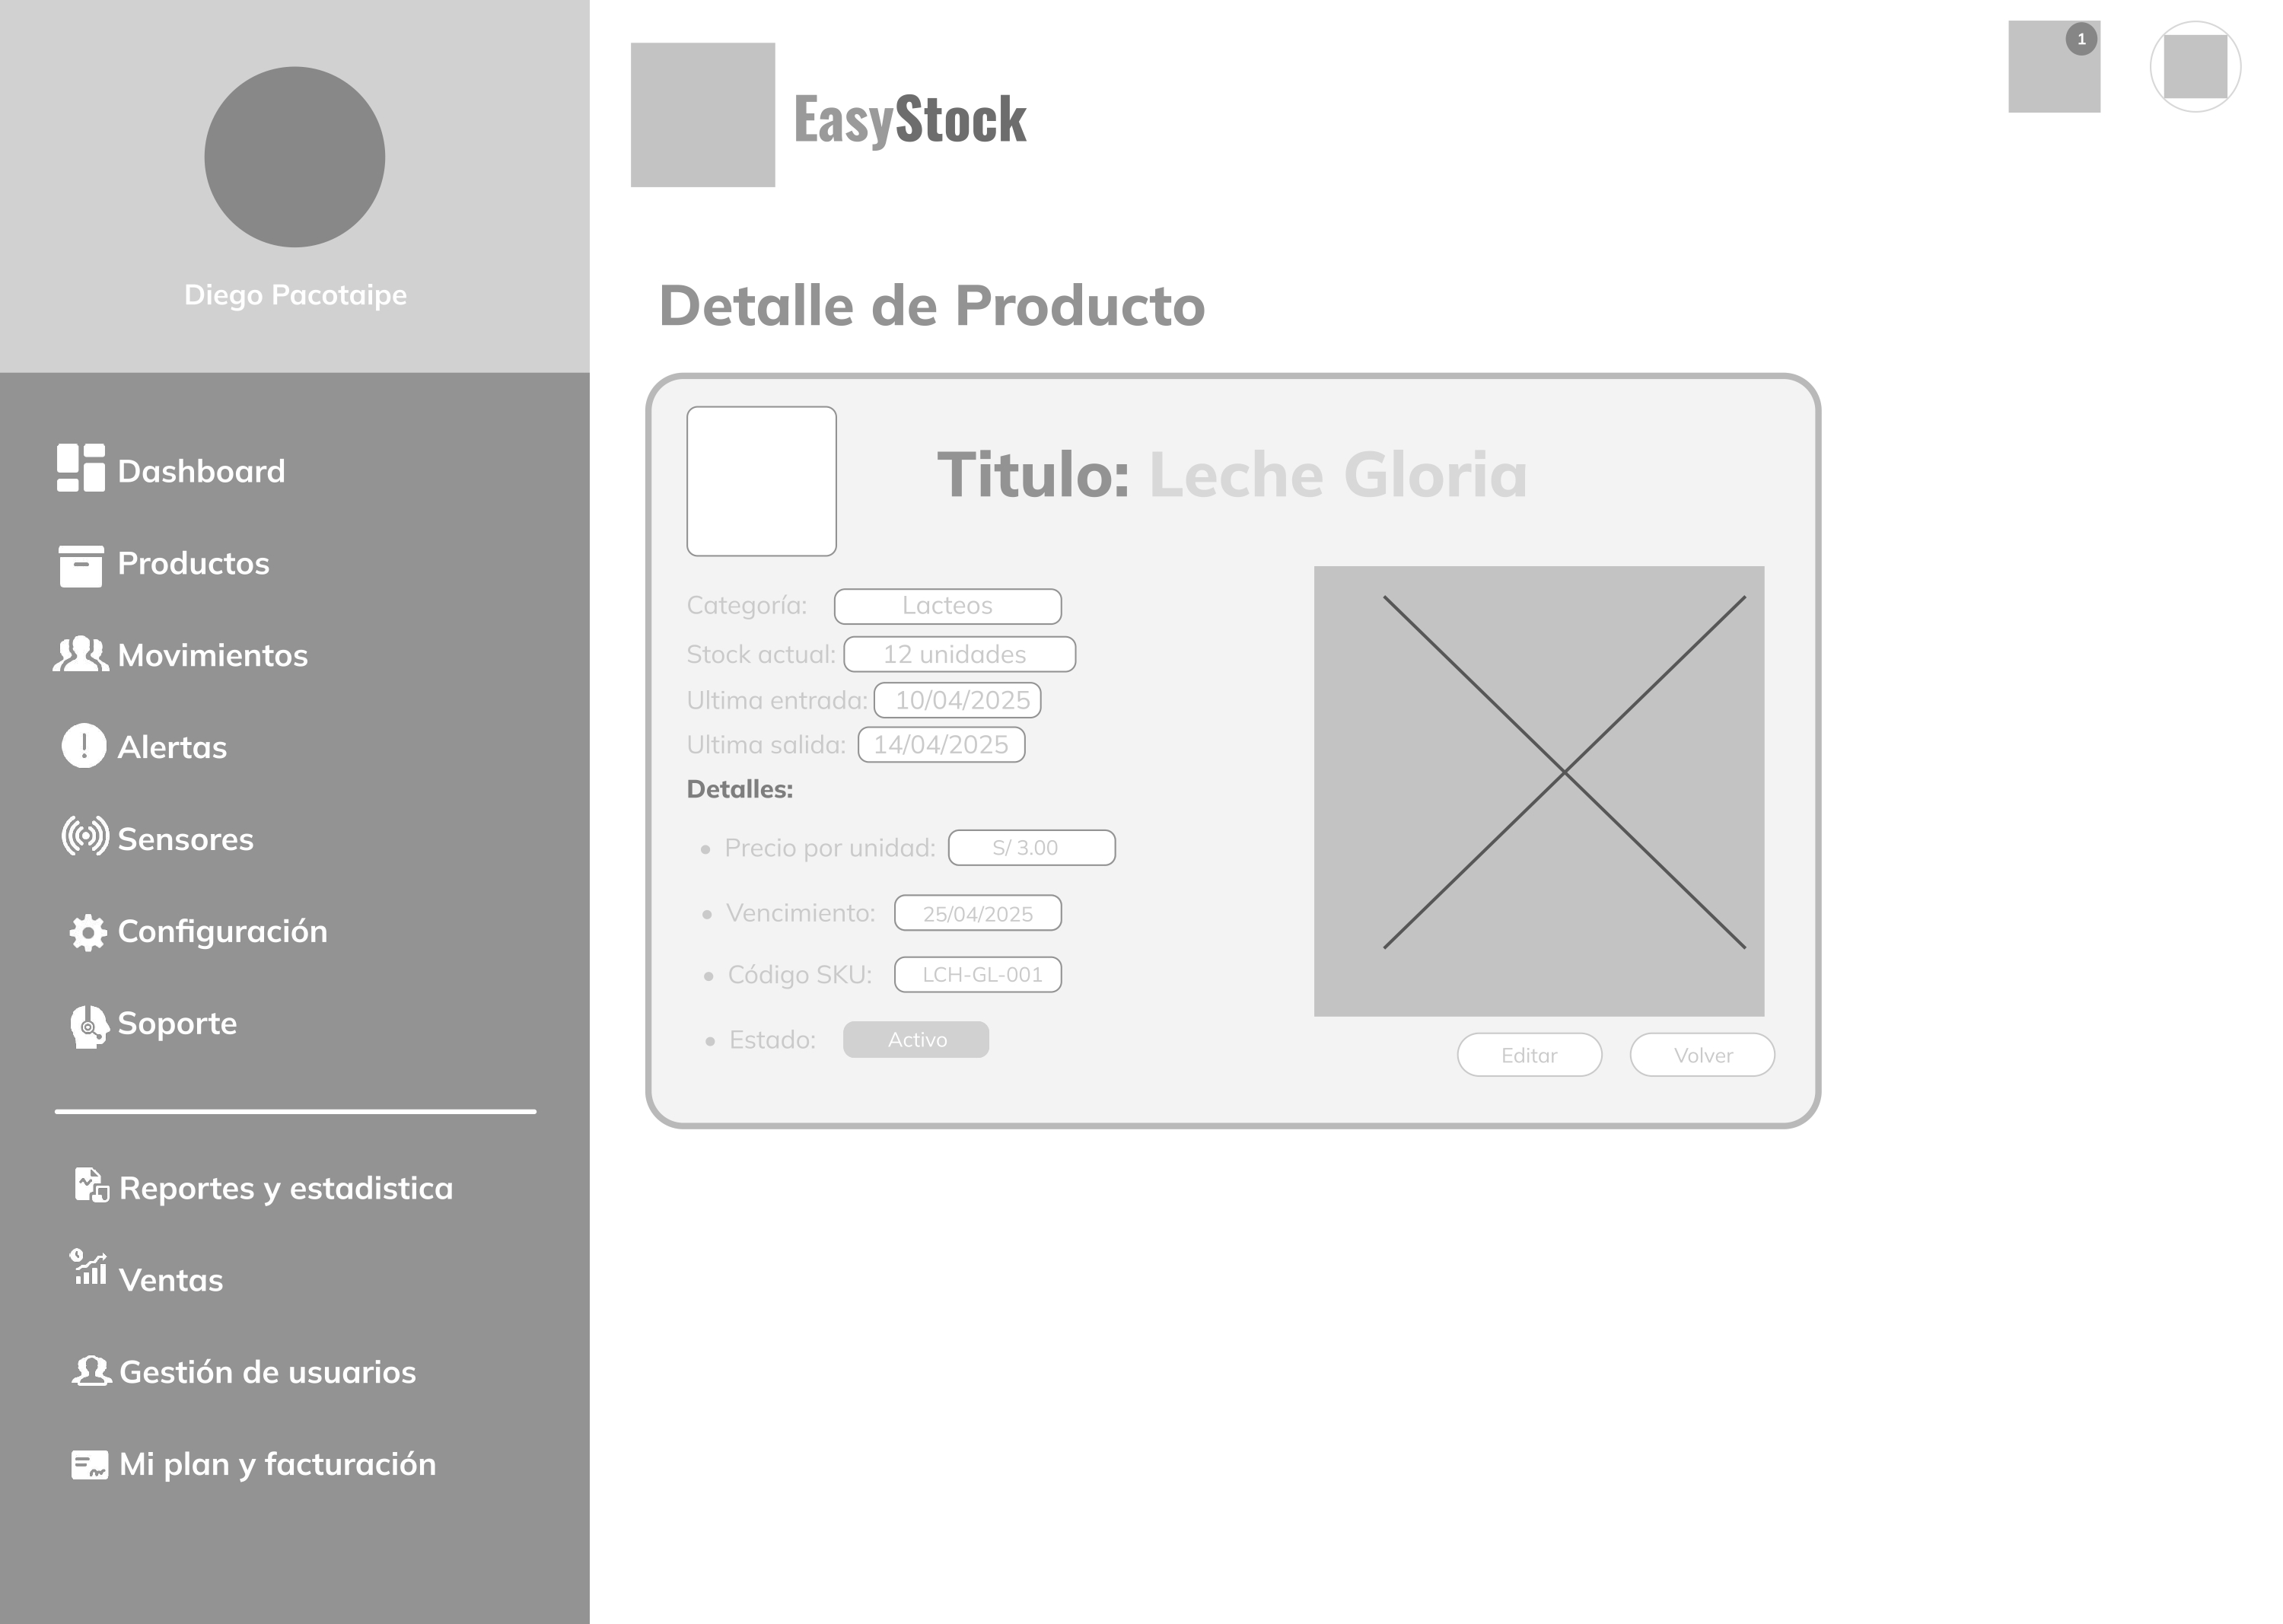 Diego Pacotaipe
Dashboard
Productos
Movimientos
Alertas
Sensores
Configuración
Soporte
Reportes y estadistica
Ventas
Gestión de usuarios
Mi plan y facturación
EasyStock
1
Detalle de Producto
Titulo: Leche Gloria
Categoría: Lacteos
Stock actual: 12 unidades
Ultima entrada: 10/04/2025
Ultima salida: 14/04/2025
Detalles:
• Precio por unidad: S/ 3.00
• Vencimiento: 25/04/2025
• Código SKU: LCH-GL-001
• Estado: Activo
Editar
Volver